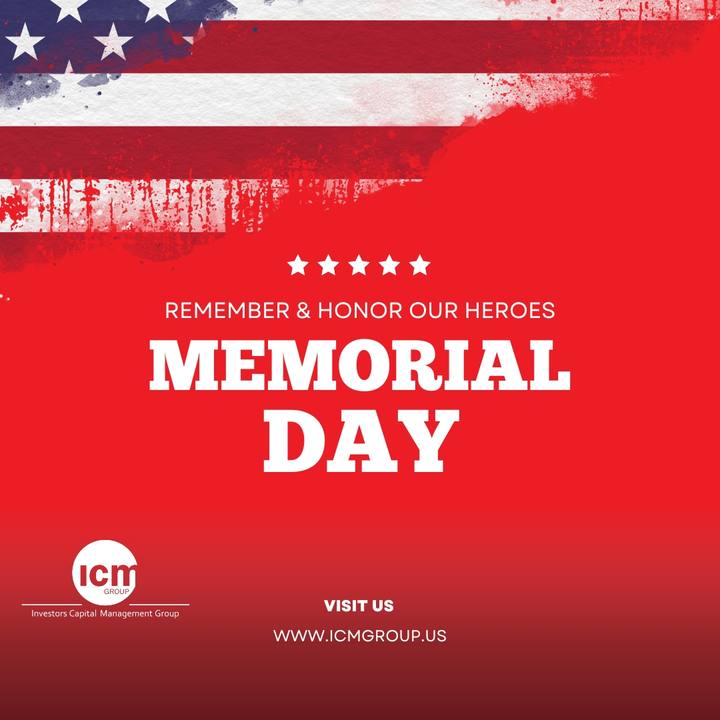 REMEMBER & HONOR OUR HEROES
MEMORIAL
DAY
icm
GROUP
Investors Capital Management Group
VISIT US
WWW.ICMGROUP.US